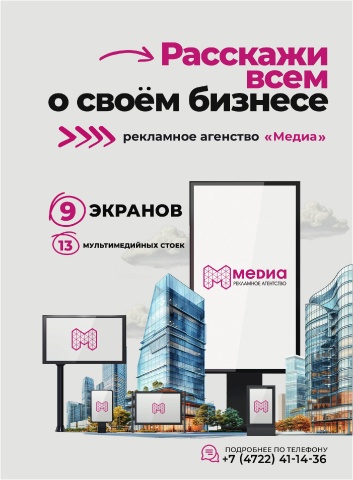 Расскажи
всем
о своём бизнесе
рекламное агенство «Медиа»
9 ЭКРАНОВ
13 МУЛЬТИМЕДИЙНЫХ СТОЕК
медиа
РЕКЛАМНОЕ АГЕНТСТВО
ПОДРОБНЕЕ ПО ТЕЛЕФОНУ
+7 (4722) 41-14-36